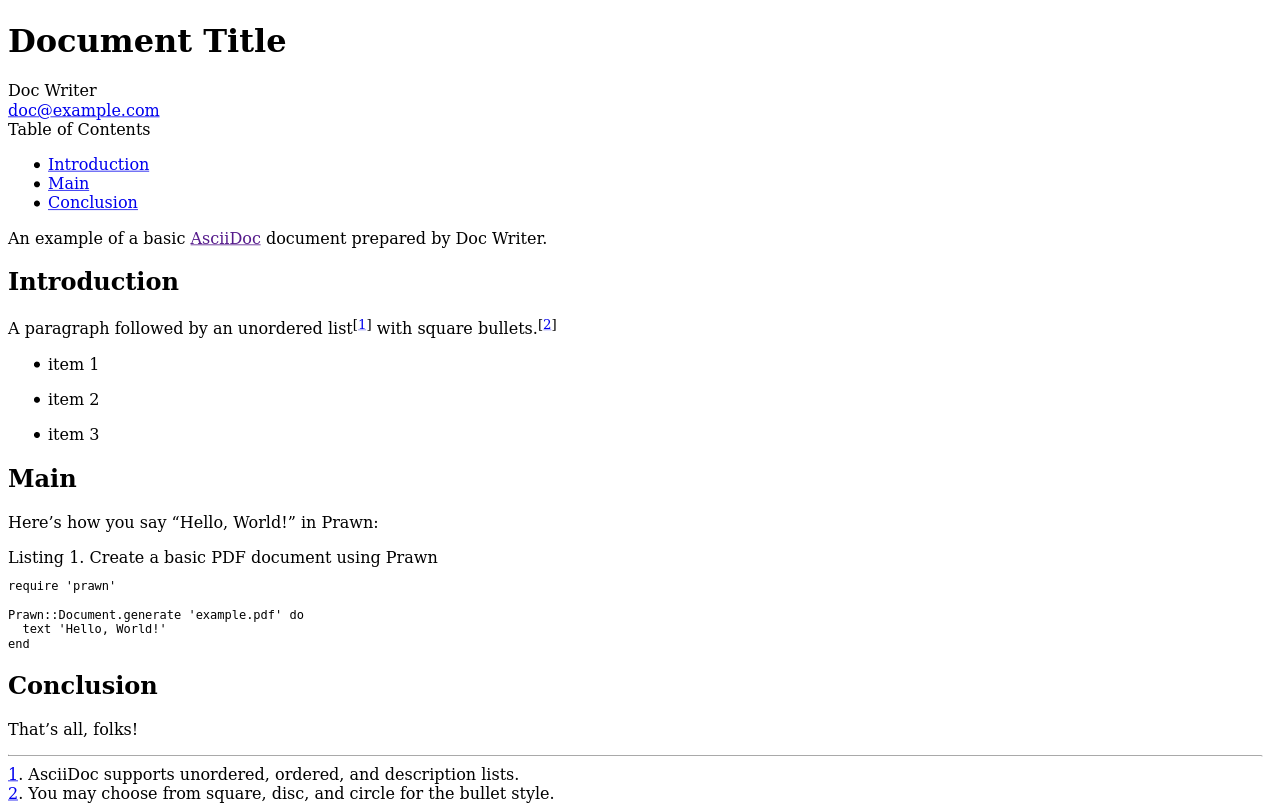 Document Title
Doc Writer
doc@example.com
Table of Contents
Introduction
Main
Conclusion
An example of a basic AsciiDoc document prepared by Doc Writer.
Introduction
A paragraph followed by an unordered list[1] with square bullets.[2]
item 1
item 2
item 3
Main
Here’s how you say “Hello, World!” in Prawn:
Listing 1. Create a basic PDF document using Prawn
require 'prawn'
Prawn::Document.generate 'example.pdf' do
  text 'Hello, World!'
end
Conclusion
That’s all, folks!
1. AsciiDoc supports unordered, ordered, and description lists.
2. You may choose from square, disc, and circle for the bullet style.